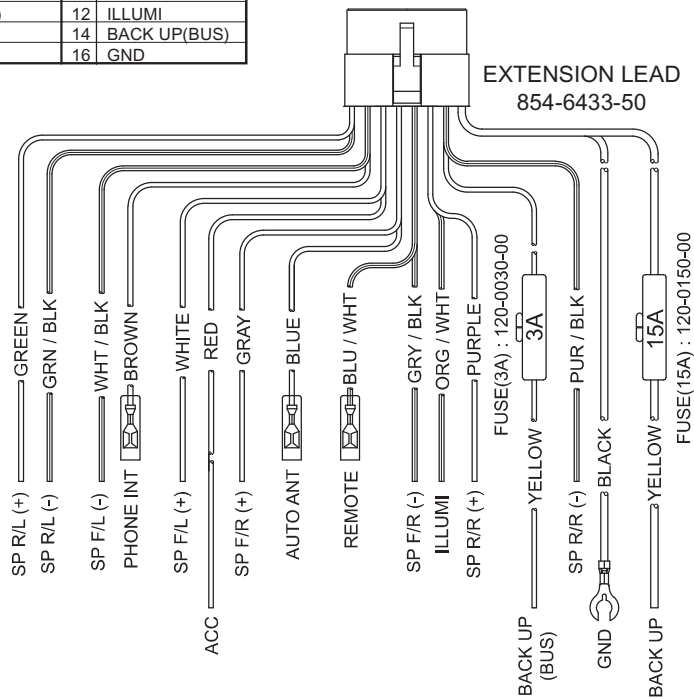 )
12 ILLUMI
14 BACK UP(BUS)
16 GND
EXTENSION LEAD
854-6433-50
GREEN
GRN / BLK
WHT / BLK
BROWN
WHITE
RED
GRAY
BLUE
BLU / WHT
GRY / BLK
ORG / WHT
PURPLE
FUSE(3A) : 120-0030-00
3A
YELLOW
PUR / BLK
BLACK
15A
YELLOW
FUSE(15A) : 120-0150-00
SP R/L (+)
SP R/L (-)
SP F/L (-)
PHONE INT
SP F/L (+)
ACC
SP F/R (+)
AUTO ANT
REMOTE
SP F/R (-)
ILLUMI
SP R/R (+)
BACK UP
(BUS)
SP R/R (-)
GND
BACK UP